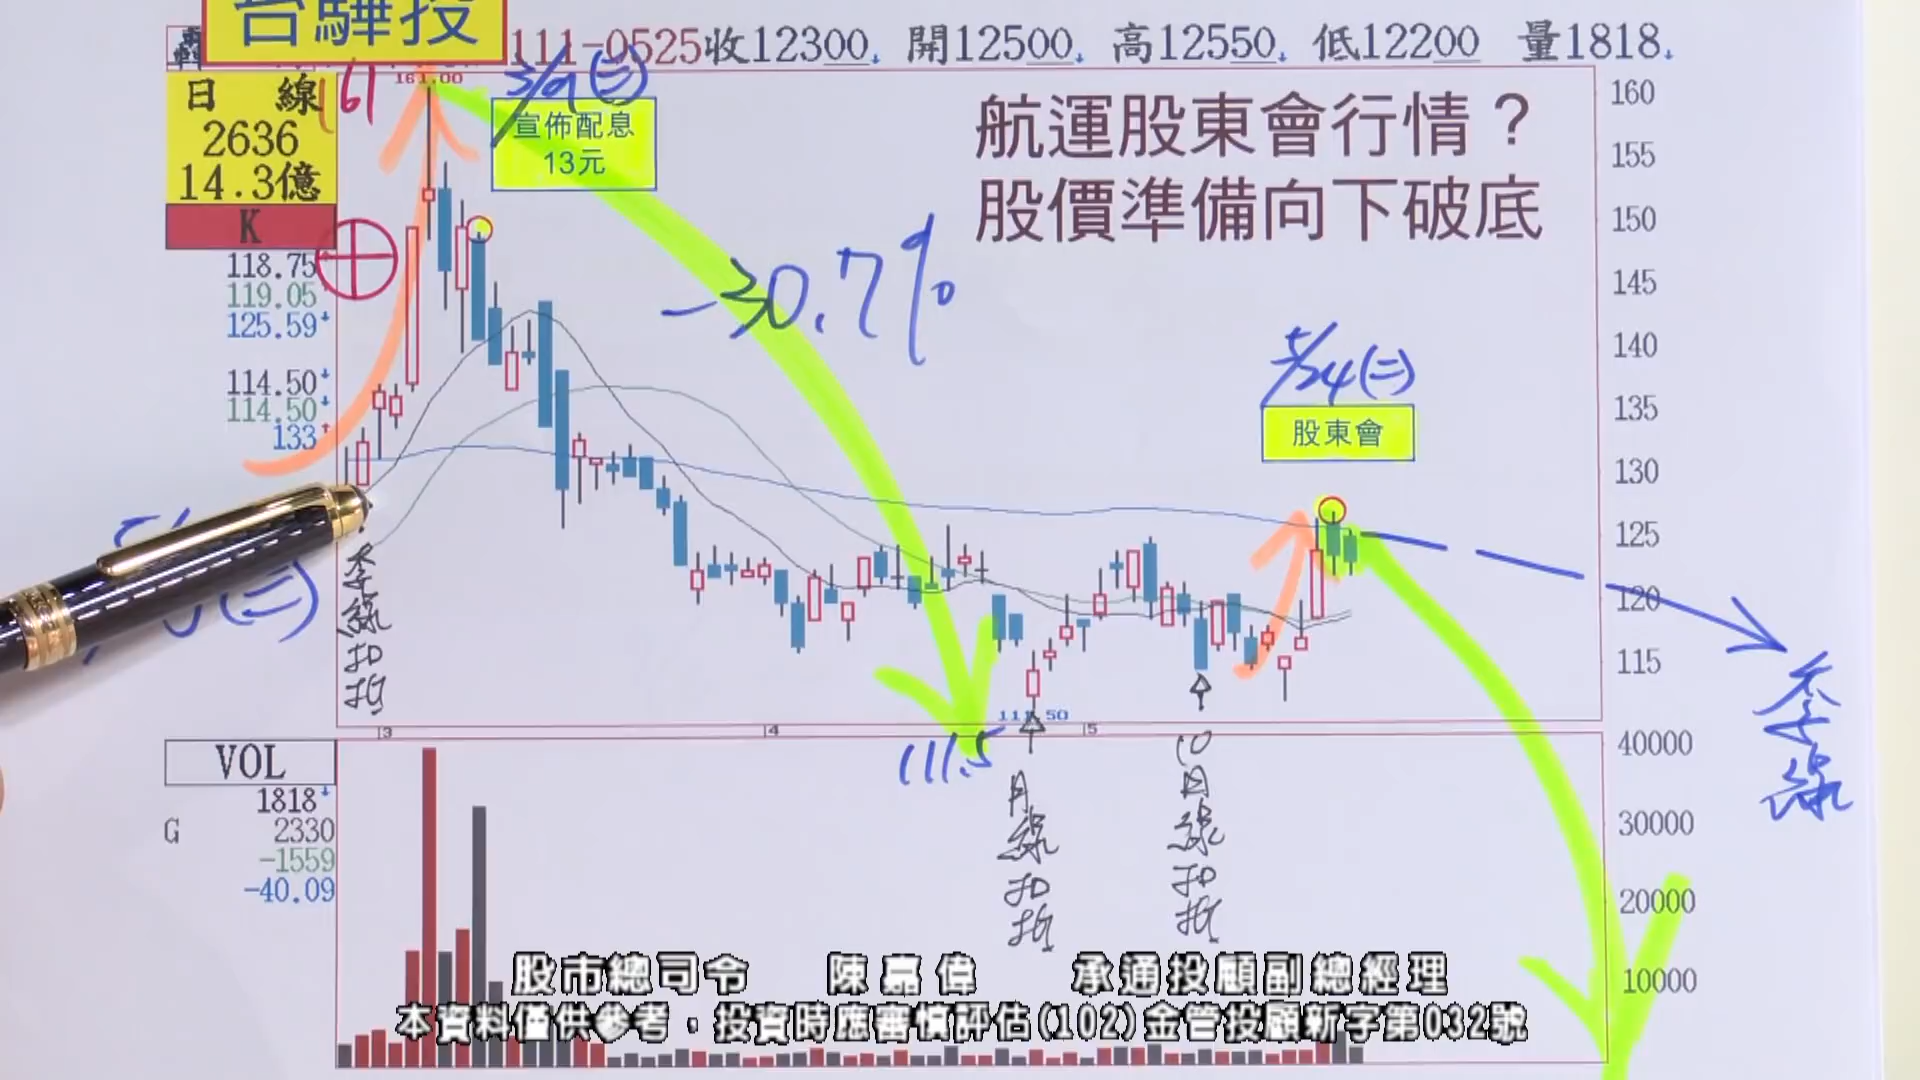 台驊投
111-0525收12300↓ 開12500↓ 高12550↓ 低12200 量1818↓
日 線
2636
14.3億
K
118.75
119.05↑
125.59↓
114.50↓
114.50↓
133↑
161
161.00
3/9(三)
宣佈配息
13元
航運股東會行情？
股價準備向下破底
-30.7%
5/24(二)
股東會
160
155
150
145
140
135
130
125
120
115
季線扣抵
(二)
季線
111.50
111.5
3
4
5
月線扣抵
10日線扣抵
VOL
1818↓
G 2330
-1559
-40.09
40000
30000
20000
10000
股市總司令 陳嘉偉 承通投顧副總經理
本資料僅供參考，投資時應審慎評估(102)金管投顧新字第032號